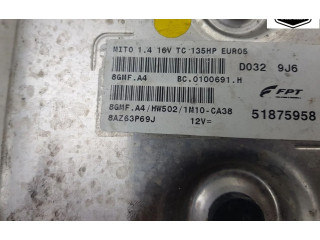 MITO 1.4 16V TC 135HP EURO5
8GMF.A4 BC.0100691.H D032 9J6
8GMF.A4/HW502/1M10-CA38 FPT
8AZ63P69J 12V= 51875958